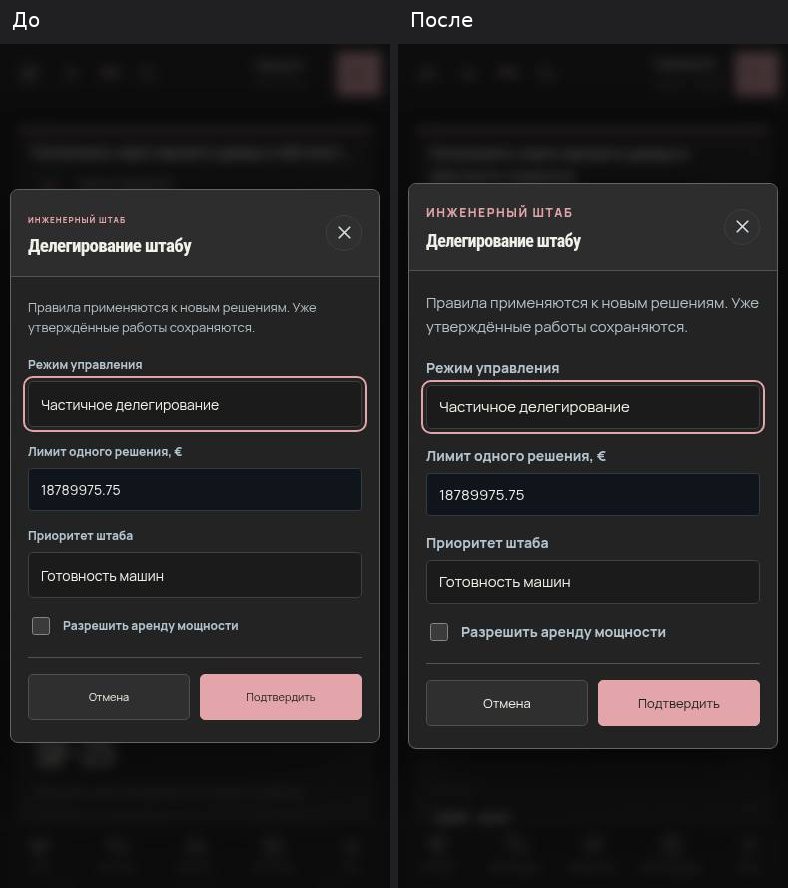 До
ИНЖЕНЕРНЫЙ ШТАБ
Делегирование штабу
Правила применяются к новым решениям. Уже
утверждённые работы сохраняются.
Режим управления
Частичное делегирование
Лимит одного решения, €
18789975.75
Приоритет штаба
Готовность машин
Разрешить аренду мощности
Отмена
Подтвердить
После
ИНЖЕНЕРНЫЙ ШТАБ
Делегирование штабу
Правила применяются к новым решениям. Уже
утверждённые работы сохраняются.
Режим управления
Частичное делегирование
Лимит одного решения, €
18789975.75
Приоритет штаба
Готовность машин
Разрешить аренду мощности
Отмена
Подтвердить